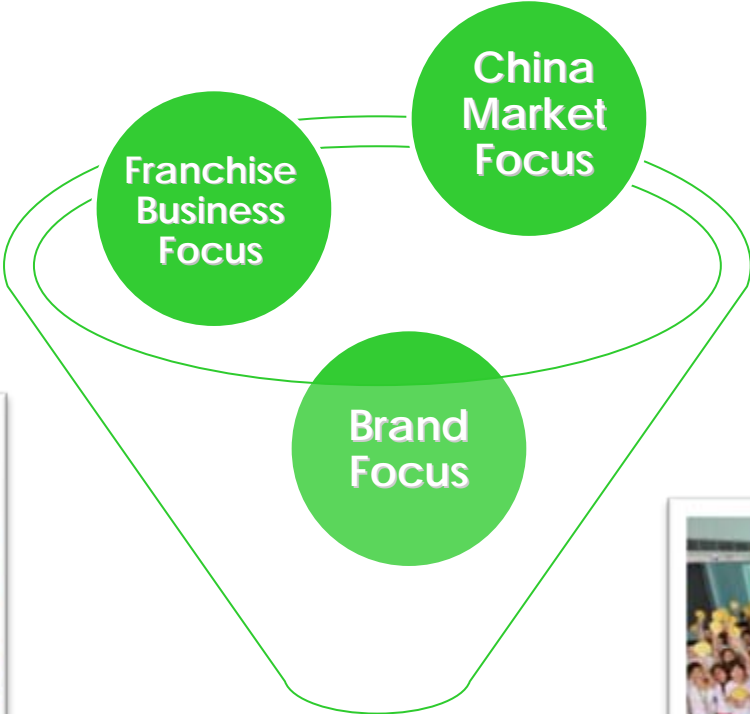 China
Market
Focus
Franchise
Business
Focus
Brand
Focus